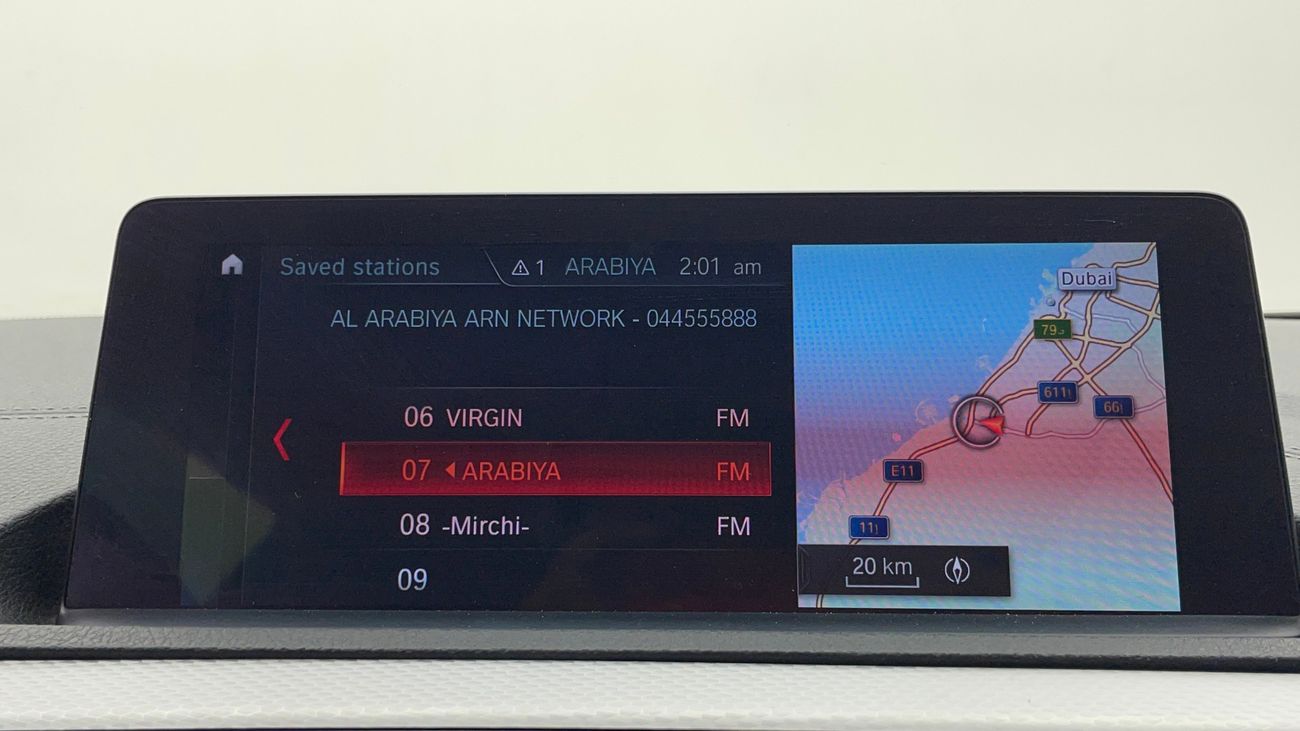 Saved stations
1 ARABIYA 2:01 am
AL ARABIYA ARN NETWORK - 044555888
06 VIRGIN FM
07 ARABIYA FM
08 -Mirchi- FM
09
Dubai
79
611
66
E11
11
20 km